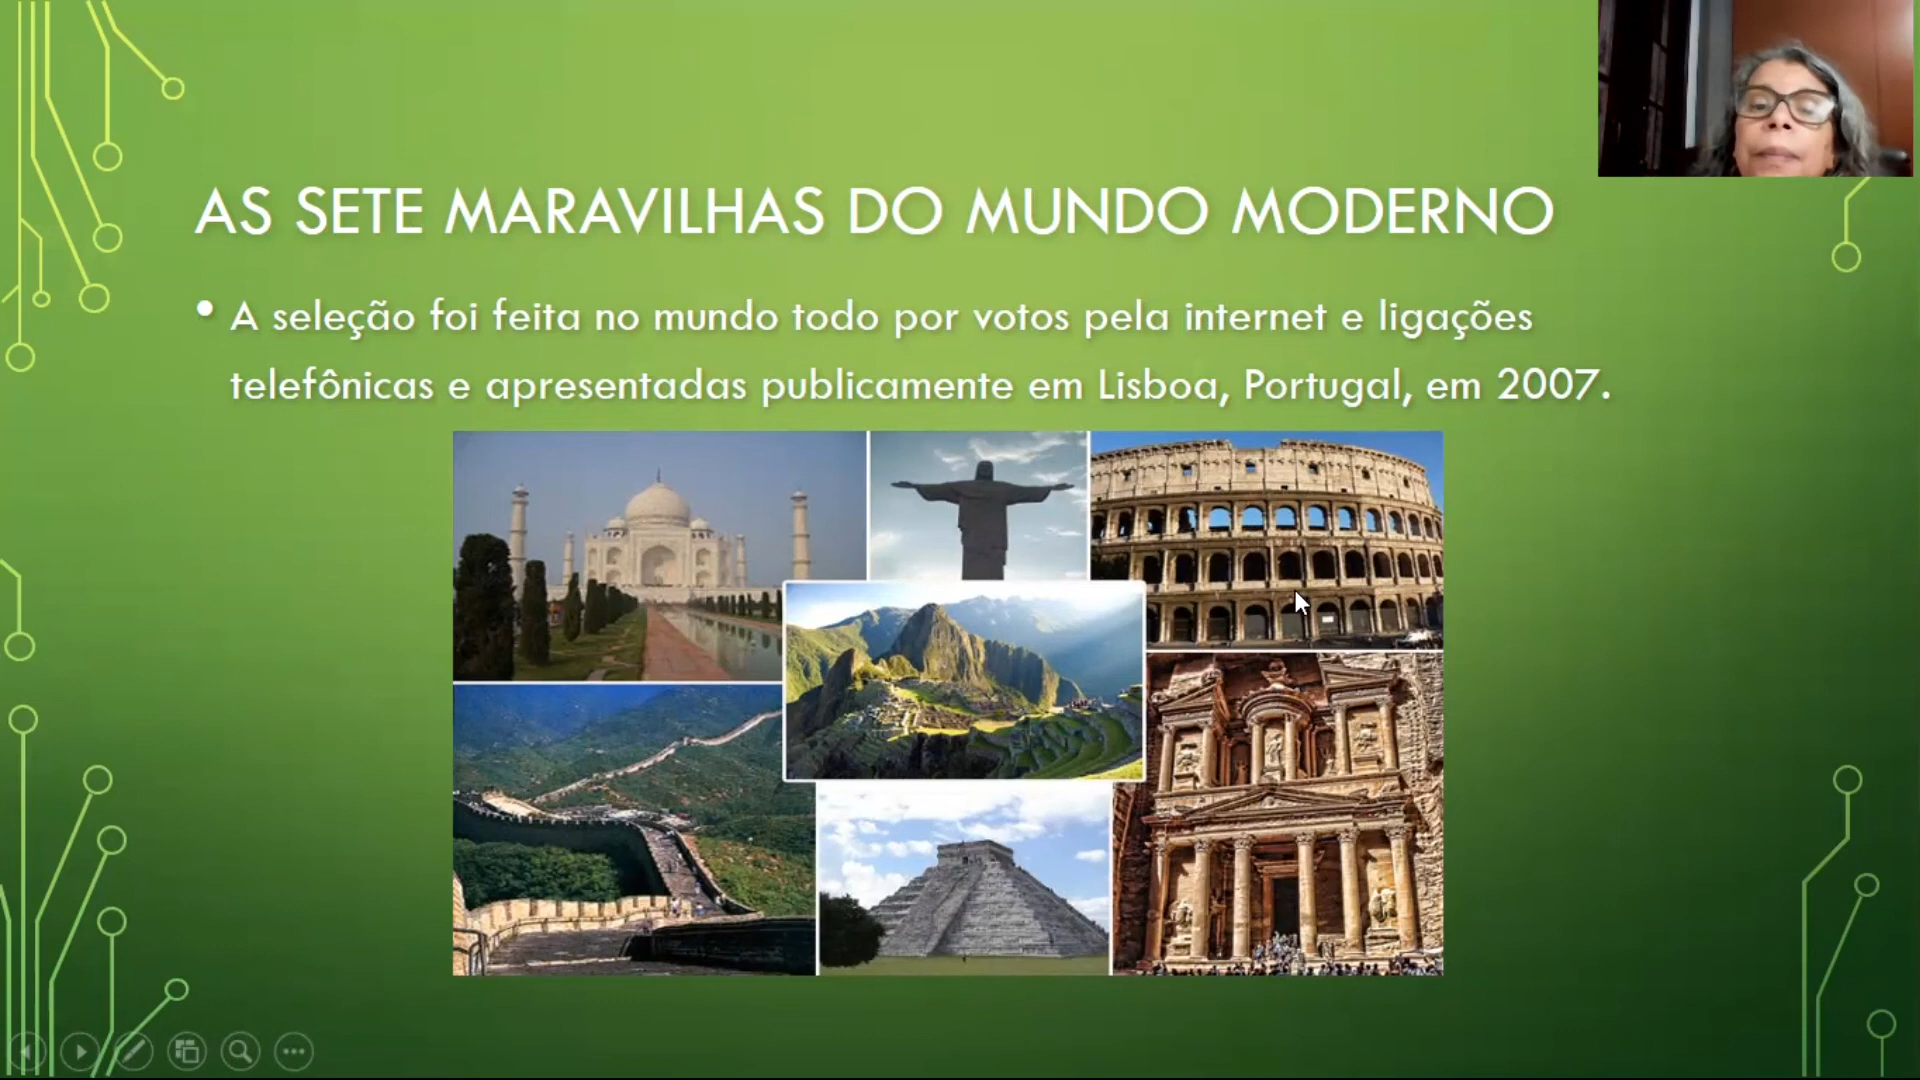 AS SETE MARAVILHAS DO MUNDO MODERNO
• A seleção foi feita no mundo todo por votos pela internet e ligações
telefônicas e apresentadas publicamente em Lisboa, Portugal, em 2007.